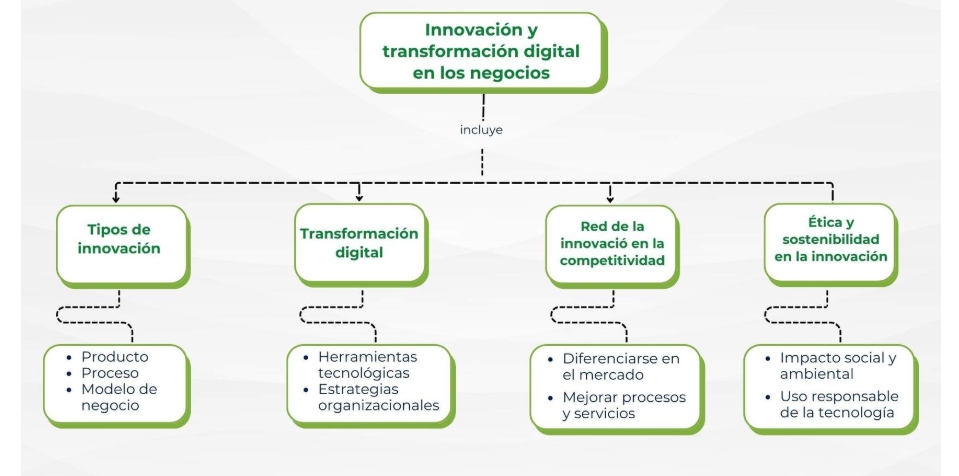 Innovación y
transformación digital
en los negocios
incluye
Tipos de
innovación
Transformación
digital
Red de la
innovació en la
competitividad
Ética y
sostenibilidad
en la innovación
• Producto
• Proceso
• Modelo de
negocio
• Herramientas
tecnológicas
• Estrategias
organizacionales
• Diferenciarse en
el mercado
• Mejorar procesos
y servicios
• Impacto social y
ambiental
• Uso responsable
de la tecnología